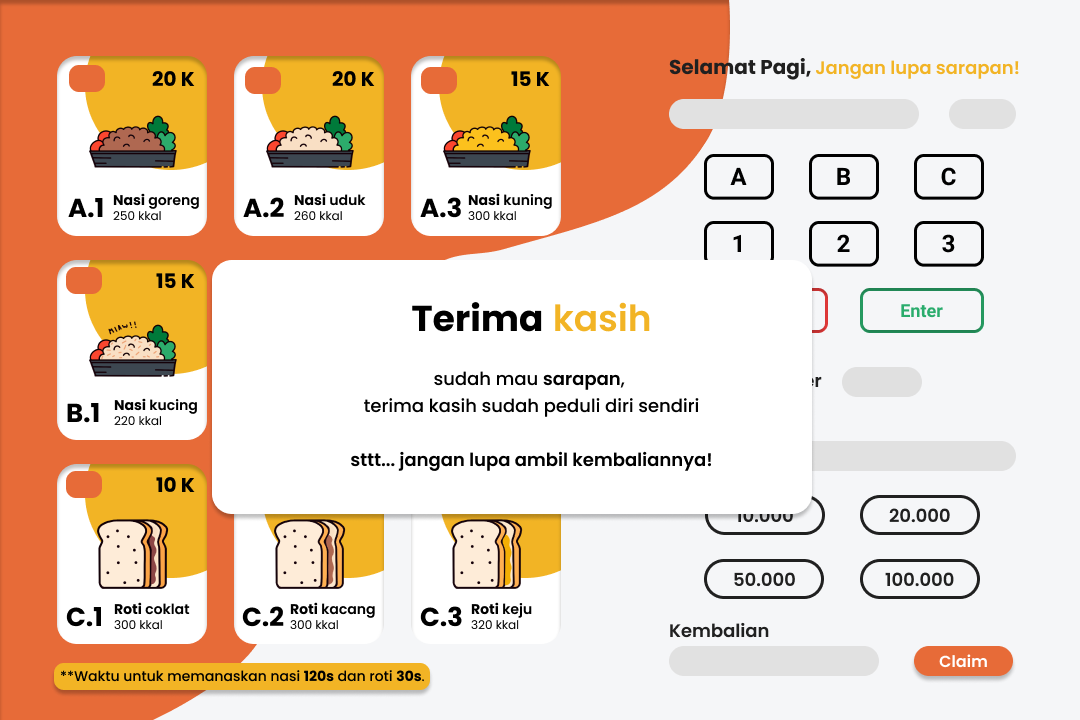 Selamat Pagi, Jangan lupa sarapan!
20 K
A.1 Nasi goreng
250 kkal
20 K
A.2 Nasi uduk
260 kkal
15 K
A.3 Nasi kuning
300 kkal
A B C
1 2 3
Enter
15 K
MIAW!!
B.1 Nasi kucing
220 kkal
Terima kasih
sudah mau sarapan,
terima kasih sudah peduli diri sendiri
sttt... jangan lupa ambil kembaliannya!
10 K
C.1 Roti coklat
300 kkal
C.2 Roti kacang
300 kkal
C.3 Roti keju
320 kkal
10.000 20.000
50.000 100.000
Kembalian
Claim
**Waktu untuk memanaskan nasi 120s dan roti 30s.